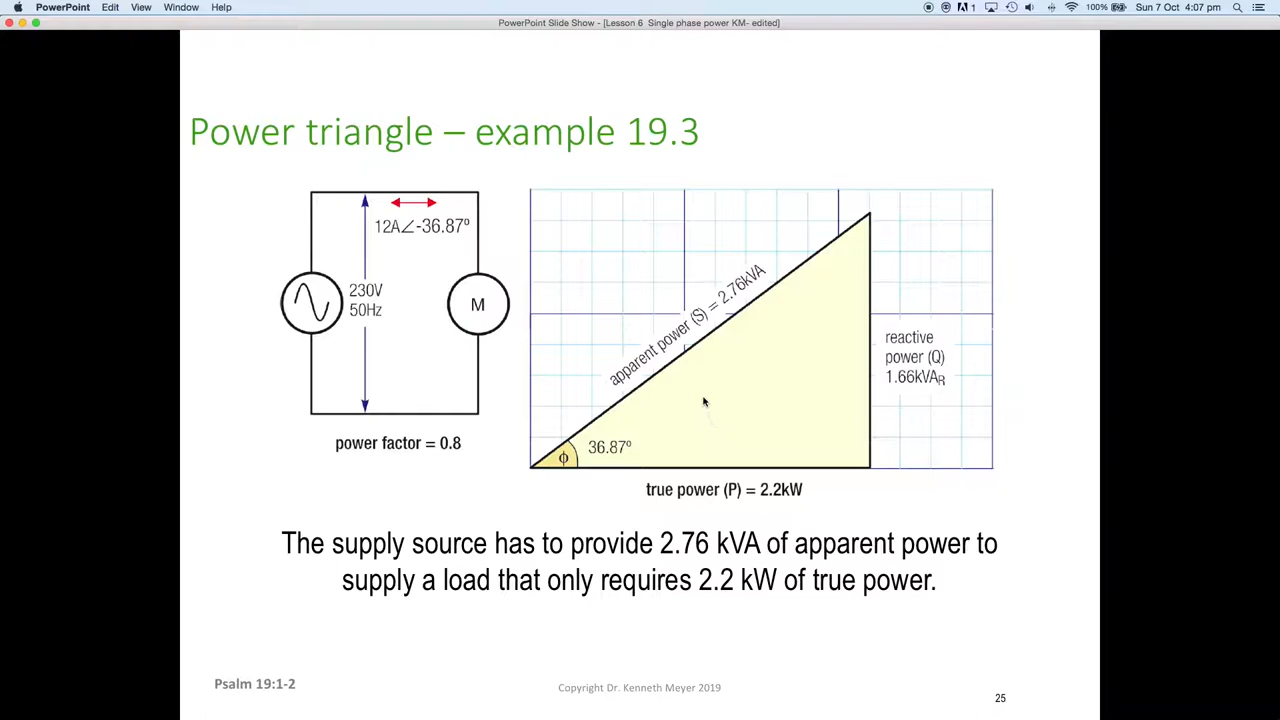 PowerPoint Edit View Window Help
1 100% Sun 7 Oct 4:07 pm
PowerPoint Slide Show - [Lesson 6 Single phase power KM- edited]
Power triangle – example 19.3
12A∠-36.87º
230V
50Hz
M
power factor = 0.8
apparent power (S) = 2.76kVA
reactive
power (Q)
1.66kVAR
ϕ
36.87º
true power (P) = 2.2kW
The supply source has to provide 2.76 kVA of apparent power to
supply a load that only requires 2.2 kW of true power.
Psalm 19:1-2
Copyright Dr. Kenneth Meyer 2019
25